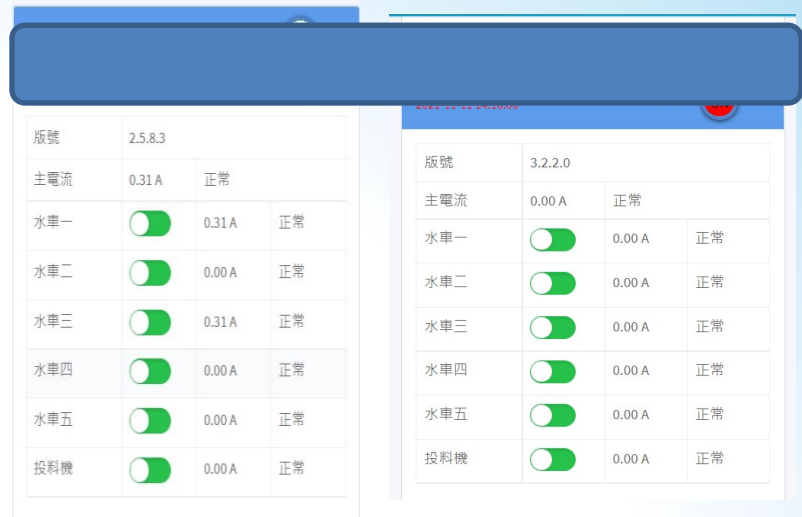 版號 2.5.8.3
主電流 0.31 A 正常
水車一 0.31 A 正常
水車二 0.00 A 正常
水車三 0.31 A 正常
水車四 0.00 A 正常
水車五 0.00 A 正常
投料機 0.00 A 正常
版號 3.2.2.0
主電流 0.00 A 正常
水車一 0.00 A 正常
水車二 0.00 A 正常
水車三 0.00 A 正常
水車四 0.00 A 正常
水車五 0.00 A 正常
投料機 0.00 A 正常